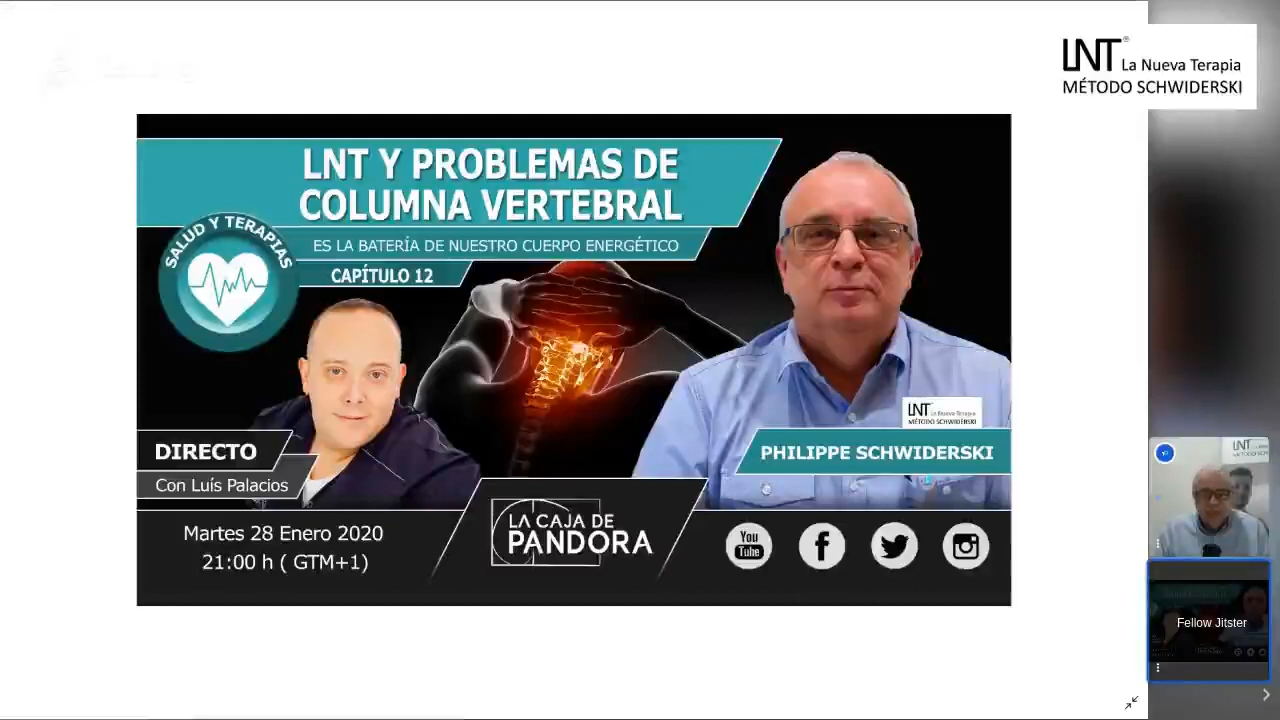 LNT®
La Nueva Terapia
MÉTODO SCHWIDERSKI
LNT Y PROBLEMAS DE
COLUMNA VERTEBRAL
ES LA BATERÍA DE NUESTRO CUERPO ENERGÉTICO
CAPÍTULO 12
SALUD Y TERAPIAS
LNT La Nueva Terapia
MÉTODO SCHWIDERSKI
DIRECTO
Con Luís Palacios
PHILIPPE SCHWIDERSKI
Martes 28 Enero 2020
21:00 h ( GTM+1)
LA CAJA DE
PANDORA
You
Tube
LNT
Fellow Jitster